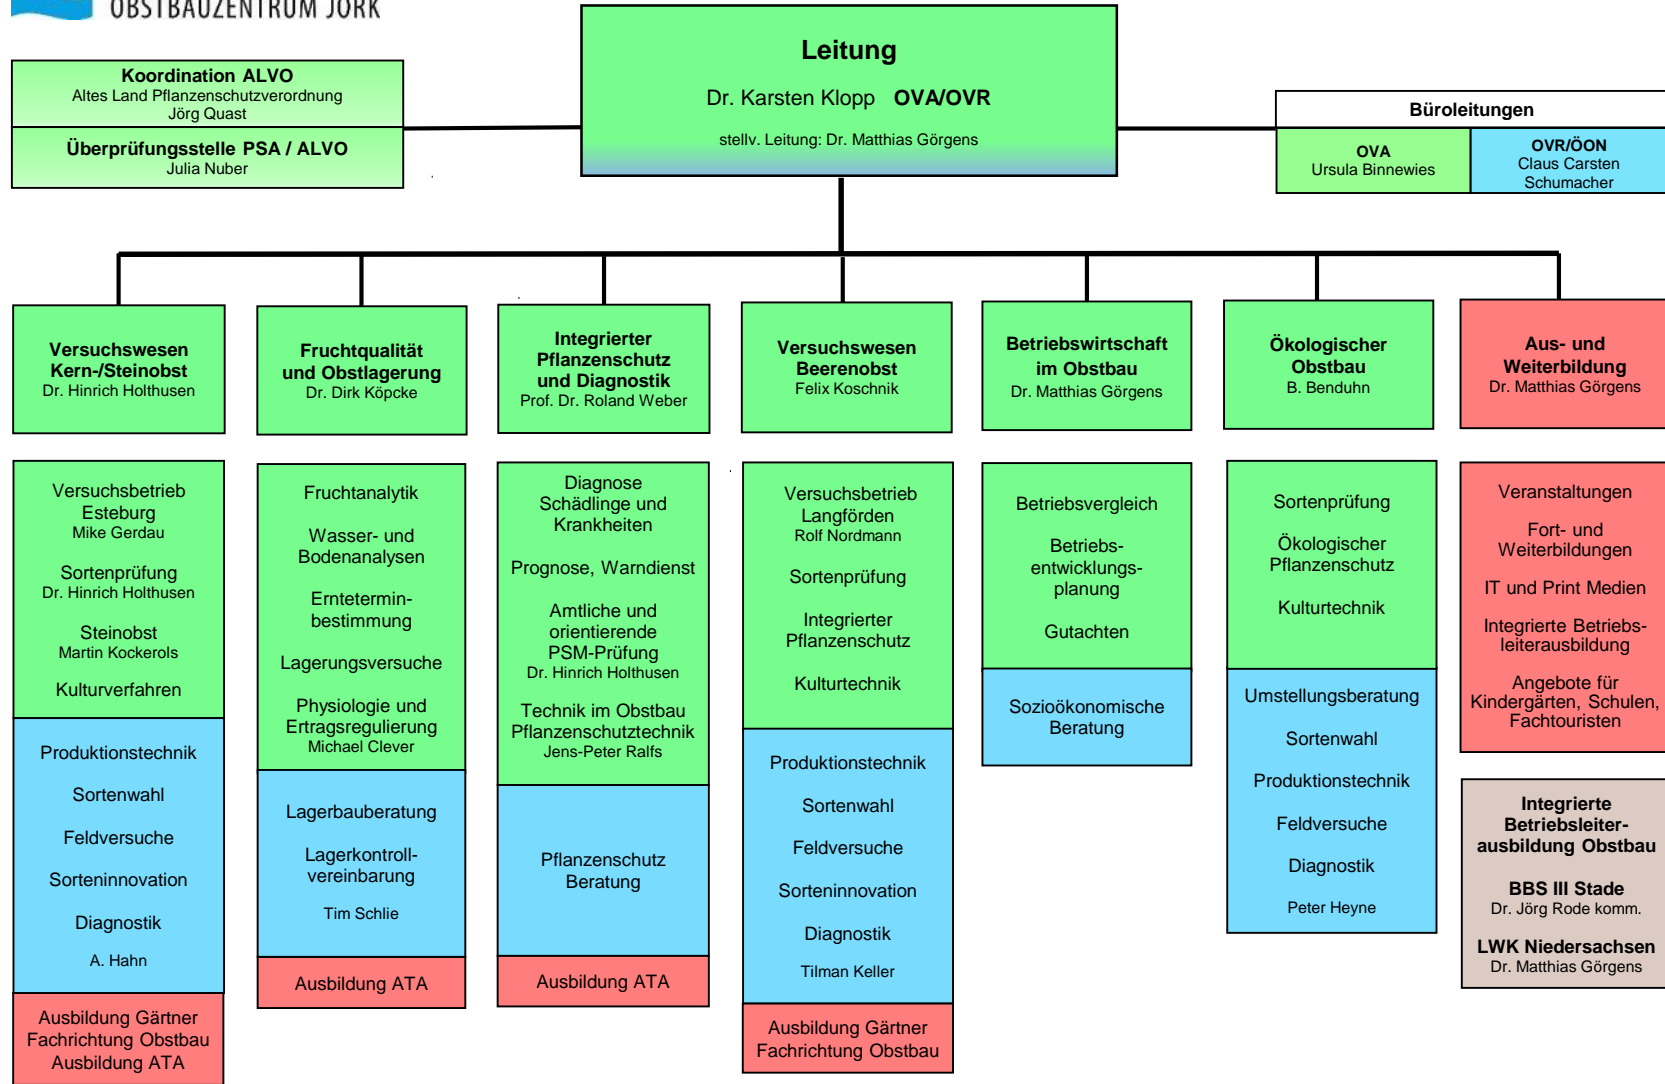 OBSTBAUZENTRUM JORK
Leitung
Dr. Karsten Klopp OVA/OVR
stellv. Leitung: Dr. Matthias Görgens
Koordination ALVO
Altes Land Pflanzenschutzverordnung
Jörg Quast
Überprüfungsstelle PSA / ALVO
Julia Nuber
Büroleitungen
OVA
Ursula Binnewies
OVR/ÖON
Claus Carsten
Schumacher
Versuchswesen
Kern-/Steinobst
Dr. Hinrich Holthusen
Fruchtqualität
und Obstlagerung
Dr. Dirk Köpcke
Integrierter
Pflanzenschutz
und Diagnostik
Prof. Dr. Roland Weber
Versuchswesen
Beerenobst
Felix Koschnik
Betriebswirtschaft
im Obstbau
Dr. Matthias Görgens
Ökologischer
Obstbau
B. Benduhn
Aus- und
Weiterbildung
Dr. Matthias Görgens
Versuchsbetrieb
Esteburg
Mike Gerdau
Sortenprüfung
Dr. Hinrich Holthusen
Steinobst
Martin Kockerols
Kulturverfahren
Produktionstechnik
Sortenwahl
Feldversuche
Sorteninnovation
Diagnostik
A. Hahn
Ausbildung Gärtner
Fachrichtung Obstbau
Ausbildung ATA
Fruchtanalytik
Wasser- und
Bodenanalysen
Erntetermin-
bestimmung
Lagerungsversuche
Physiologie und
Ertragsregulierung
Michael Clever
Lagerbauberatung
Lagerkontroll-
vereinbarung
Tim Schlie
Ausbildung ATA
Diagnose
Schädlinge und
Krankheiten
Prognose, Warndienst
Amtliche und
orientierende
PSM-Prüfung
Dr. Hinrich Holthusen
Technik im Obstbau
Pflanzenschutztechnik
Jens-Peter Ralfs
Pflanzenschutz
Beratung
Ausbildung ATA
Versuchsbetrieb
Langförden
Rolf Nordmann
Sortenprüfung
Integrierter
Pflanzenschutz
Kulturtechnik
Produktionstechnik
Sortenwahl
Feldversuche
Sorteninnovation
Diagnostik
Tilman Keller
Ausbildung Gärtner
Fachrichtung Obstbau
Betriebsvergleich
Betriebs-
entwicklungs-
planung
Gutachten
Sozioökonomische
Beratung
Sortenprüfung
Ökologischer
Pflanzenschutz
Kulturtechnik
Umstellungsberatung
Sortenwahl
Produktionstechnik
Feldversuche
Diagnostik
Peter Heyne
Veranstaltungen
Fort- und
Weiterbildungen
IT und Print Medien
Integrierte Betriebs-
leiterausbildung
Angebote für
Kindergärten, Schulen,
Fachtouristen
Integrierte
Betriebsleiter-
ausbildung Obstbau
BBS III Stade
Dr. Jörg Rode komm.
LWK Niedersachsen
Dr. Matthias Görgens